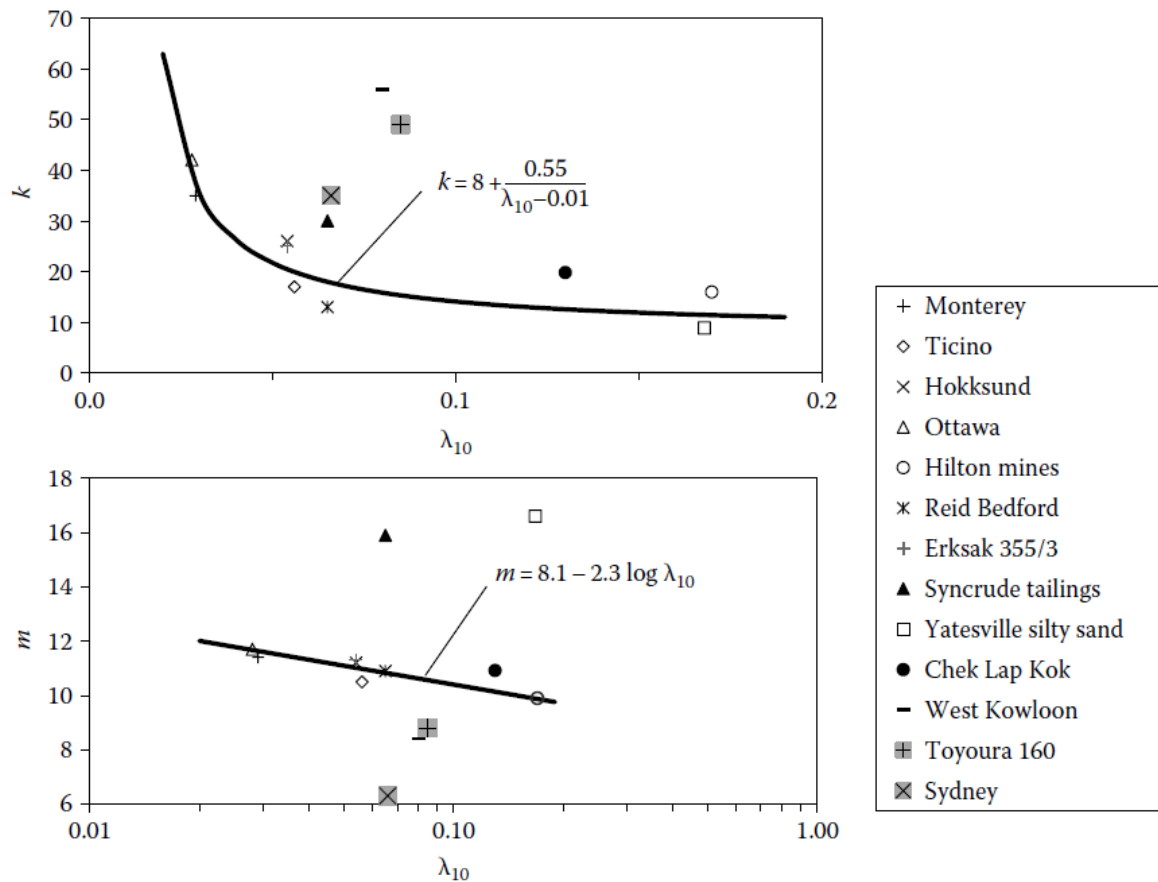 70
60
50
40
30
20
10
0
k
k = 8 + 0.55
λ10–0.01
0.0
0.1
0.2
λ10
18
16
14
12
10
8
6
m
m = 8.1 – 2.3 log λ10
0.01
0.10
1.00
λ10
Monterey
Ticino
Hokksund
Ottawa
Hilton mines
Reid Bedford
Erksak 355/3
Syncrude tailings
Yatesville silty sand
Chek Lap Kok
West Kowloon
Toyoura 160
Sydney